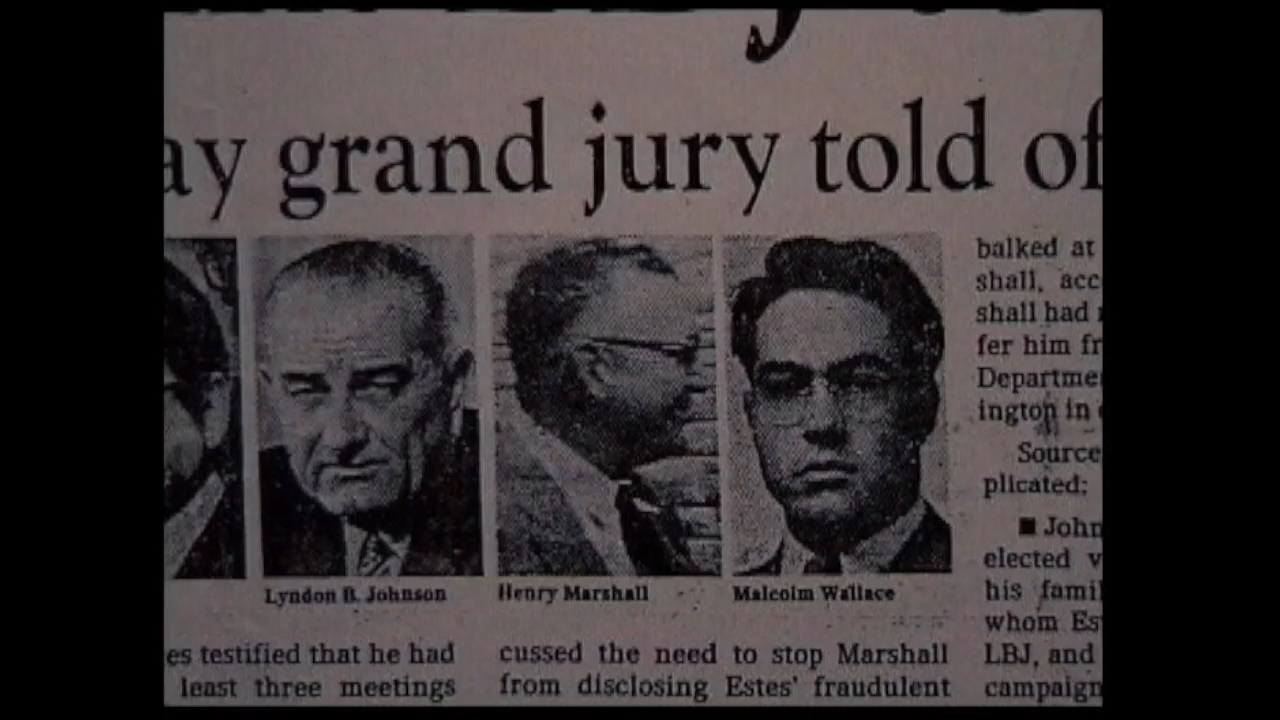 ay grand jury told of
Lyndon B. Johnson
Henry Marshall
Malcolm Wallace
es testified that he had
least three meetings
cussed the need to stop Marshall
from disclosing Estes' fraudulent
balked at
shall, acc
shall had
fer him fr
Departme
ington in
Source
plicated:
■ John
elected v
his famil
whom Es
LBJ, and
campaign